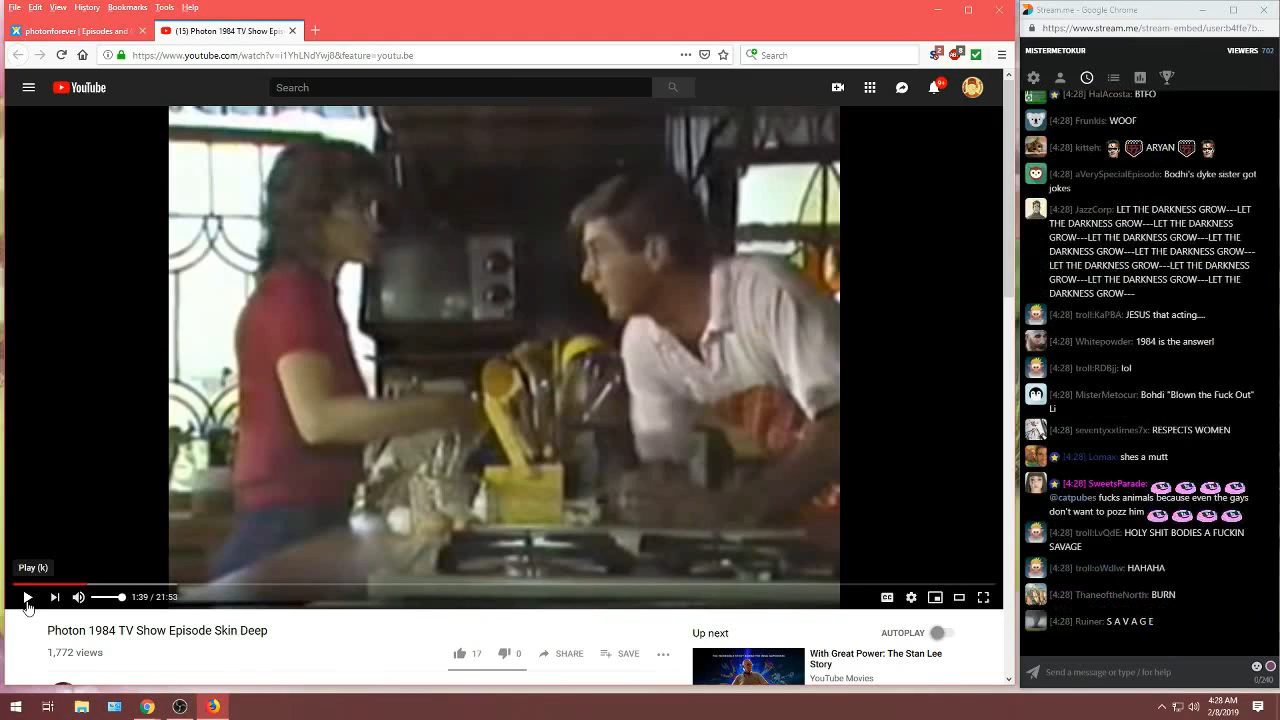 File Edit View History Bookmarks Tools Help
Stream.me - Google Chrome
photonforever | Episodes and
(15) Photon 1984 TV Show Epis
https://www.stream.me/stream-embed/user:b4ffe7b...
https://www.youtube.com/watch?v=i1YhLNdYwj8&feature=youtu.be
Search
2
8
MISTERMETOKUR
VIEWERS 702
YouTube
Search
9+
[4:28] HalAcosta: BTFO
[4:28] Frunkis: WOOF
[4:28] kitteh: ARYAN
[4:28] aVerySpecialEpisode: Bodhi's dyke sister got
jokes
[4:28] JazzCorp: LET THE DARKNESS GROW---LET
THE DARKNESS GROW---LET THE DARKNESS
GROW---LET THE DARKNESS GROW---LET THE
DARKNESS GROW---LET THE DARKNESS GROW---
LET THE DARKNESS GROW---LET THE DARKNESS
GROW---LET THE DARKNESS GROW---LET THE
DARKNESS GROW---
[4:28] troll:KaPBA: JESUS that acting....
[4:28] Whitepowder: 1984 is the answer!
[4:28] troll:RDBjj: lol
[4:28] MisterMetocur: Bohdi "Blown the Fuck Out"
Li
[4:28] seventyxxtimes7x: RESPECTS WOMEN
[4:28] Lomax: shes a mutt
[4:28] SweetsParade:
@catpubes fucks animals because even the gays
don't want to pozz him
[4:28] troll:LvQdE: HOLY SHIT BODIES A FUCKIN
SAVAGE
[4:28] troll:oWdIw: HAHAHA
[4:28] ThaneoftheNorth: BURN
[4:28] Ruiner: S A V A G E
Send a message or type / for help
0/240
Play (k)
1:39 / 21:53
CC
Photon 1984 TV Show Episode Skin Deep
1,772 views
17
0
SHARE
SAVE
Up next
AUTOPLAY
With Great Power: The Stan Lee
Story
YouTube Movies
4:28 AM
2/8/2019